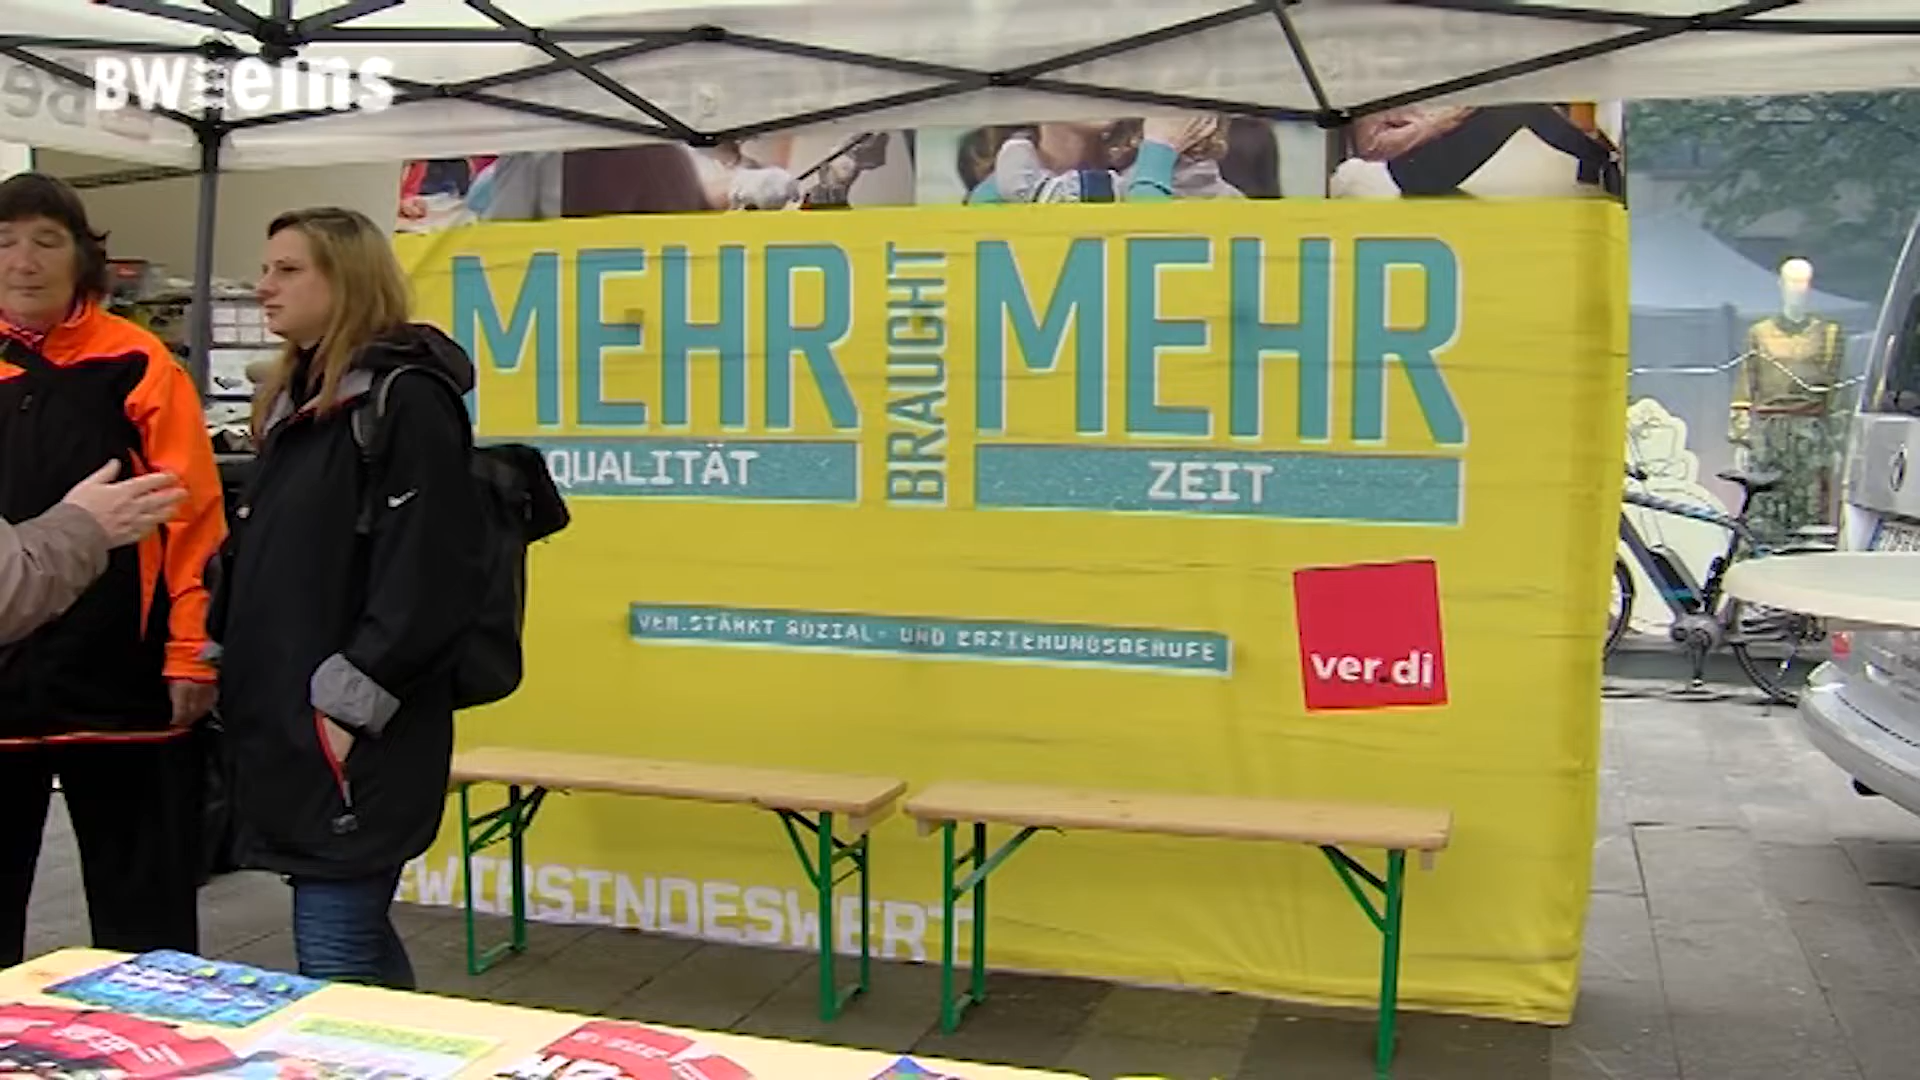 BW eins
MEHR BRAUCHT MEHR
QUALITÄT ZEIT
VER.STÄRKT SOZIAL- UND ERZIEHUNGSBERUFE
ver.di
WIRSINDESWERT